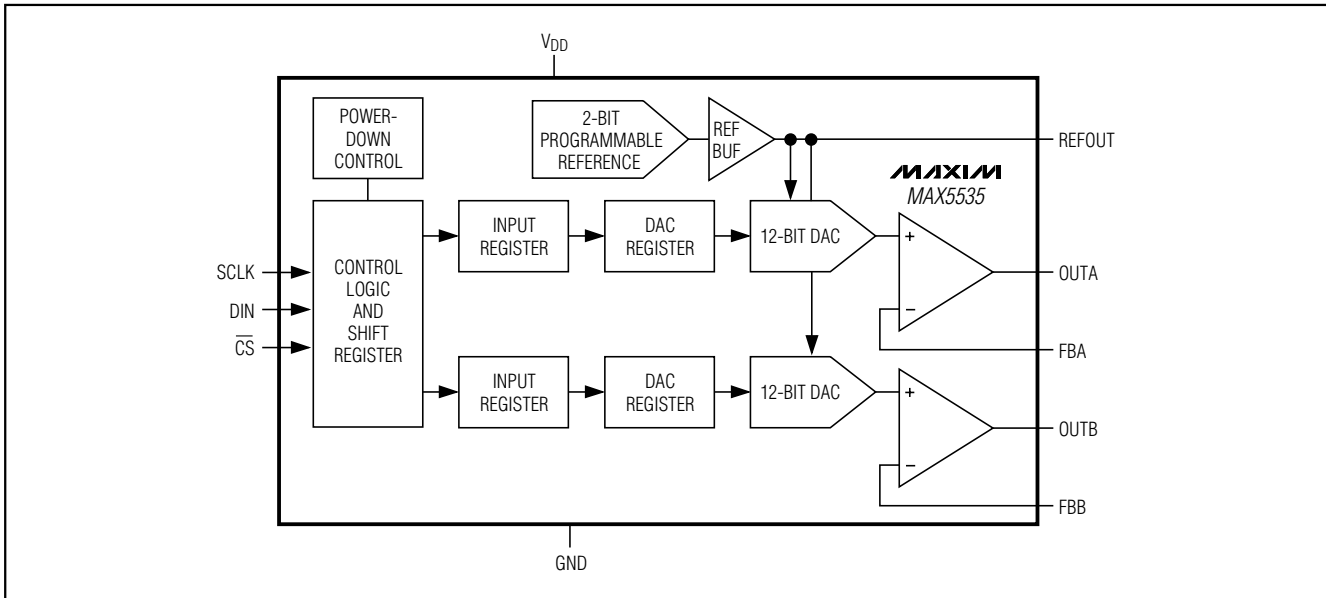 VDD
POWER-
DOWN
CONTROL
2-BIT
PROGRAMMABLE
REFERENCE
REF
BUF
REFOUT
MAXIM
MAX5535
CONTROL
LOGIC
AND
SHIFT
REGISTER
SCLK
DIN
CS
INPUT
REGISTER
DAC
REGISTER
12-BIT DAC
+
−
OUTA
FBA
INPUT
REGISTER
DAC
REGISTER
12-BIT DAC
+
−
OUTB
FBB
GND